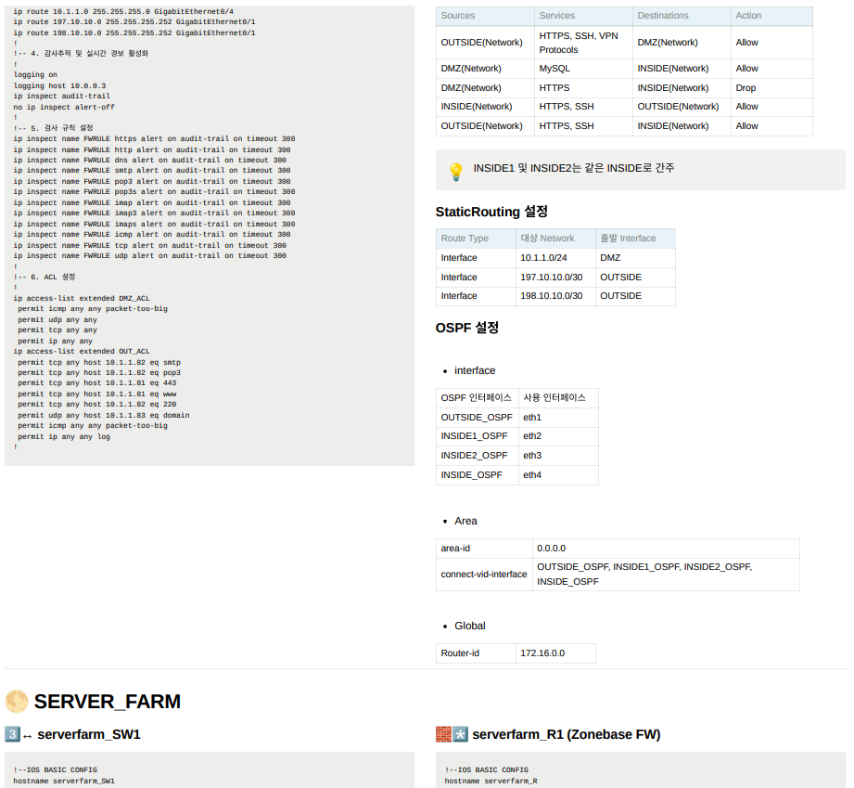 ip route 10.1.1.0 255.255.255.0 GigabitEthernet0/4
ip route 197.10.10.0 255.255.255.252 GigabitEthernet0/1
ip route 198.10.10.0 255.255.255.252 GigabitEthernet0/1
!
!-- 4. 감사추적 및 실시간 경보 활성화
!
logging on
logging host 10.0.0.3
ip inspect audit-trail
no ip inspect alert-off
!
!-- 5. 검사 규칙 설정
ip inspect name FWRULE https alert on audit-trail on timeout 300
ip inspect name FWRULE http alert on audit-trail on timeout 300
ip inspect name FWRULE dns alert on audit-trail on timeout 300
ip inspect name FWRULE smtp alert on audit-trail on timeout 300
ip inspect name FWRULE pop3 alert on audit-trail on timeout 300
ip inspect name FWRULE pop3s alert on audit-trail on timeout 300
ip inspect name FWRULE imap alert on audit-trail on timeout 300
ip inspect name FWRULE imap3 alert on audit-trail on timeout 300
ip inspect name FWRULE imaps alert on audit-trail on timeout 300
ip inspect name FWRULE icmp alert on audit-trail on timeout 300
ip inspect name FWRULE tcp alert on audit-trail on timeout 300
ip inspect name FWRULE udp alert on audit-trail on timeout 300
!
!-- 6. ACL 설정
!
ip access-list extended DMZ_ACL
permit icmp any any packet-too-big
permit udp any any
permit tcp any any
permit ip any any
ip access-list extended OUT_ACL
permit tcp any host 10.1.1.82 eq smtp
permit tcp any host 10.1.1.82 eq pop3
permit tcp any host 10.1.1.81 eq 443
permit tcp any host 10.1.1.81 eq www
permit tcp any host 10.1.1.82 eq 220
permit udp any host 10.1.1.83 eq domain
permit icmp any any packet-too-big
permit ip any any log
!
Sources Services Destinations Action
OUTSIDE(Network) HTTPS, SSH, VPN Protocols DMZ(Network) Allow
DMZ(Network) MySQL INSIDE(Network) Allow
DMZ(Network) HTTPS INSIDE(Network) Drop
INSIDE(Network) HTTPS, SSH OUTSIDE(Network) Allow
OUTSIDE(Network) HTTPS, SSH INSIDE(Network) Allow
INSIDE1 및 INSIDE2는 같은 INSIDE로 간주
StaticRouting 설정
Route Type 대상 Network 출발 Interface
Interface 10.1.1.0/24 DMZ
Interface 197.10.10.0/30 OUTSIDE
Interface 198.10.10.0/30 OUTSIDE
OSPF 설정
• interface
OSPF 인터페이스 사용 인터페이스
OUTSIDE_OSPF eth1
INSIDE1_OSPF eth2
INSIDE2_OSPF eth3
INSIDE_OSPF eth4
• Area
area-id 0.0.0.0
connect-vid-interface OUTSIDE_OSPF, INSIDE1_OSPF, INSIDE2_OSPF,
INSIDE_OSPF
• Global
Router-id 172.16.0.0
SERVER_FARM
3 ↔ serverfarm_SW1
!--IOS BASIC CONFIG
hostname serverfarm_SW1
* serverfarm_R1 (Zonebase FW)
!--IOS BASIC CONFIG
hostname serverfarm_R